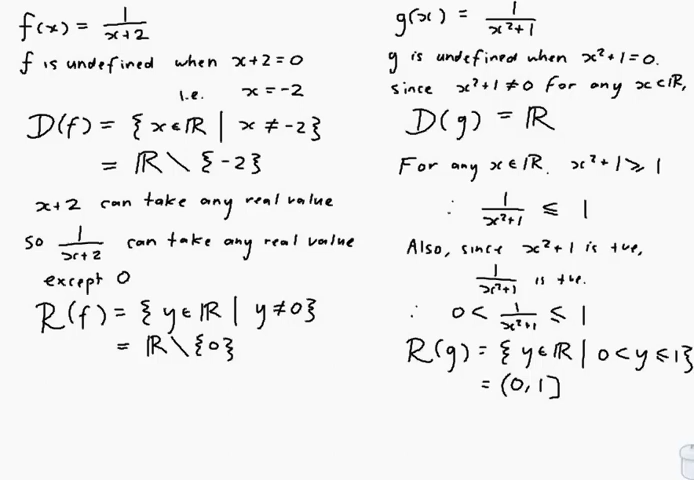 f(x) = 1/(x+2)
f is undefined when x+2=0
i.e. x = -2
D(f) = { x ∈ ℝ | x ≠ -2}
= ℝ \ {-2}
x+2 can take any real value
so 1/(x+2) can take any real value
except 0
R(f) = { y ∈ ℝ | y ≠ 0}
= ℝ \ {0}
g(x) = 1/(x²+1)
g is undefined when x²+1=0.
since x²+1 ≠ 0 for any x ∈ ℝ,
D(g) = ℝ
For any x ∈ ℝ. x²+1 ⩾ 1
∴ 1/(x²+1) ⩽ 1
Also, since x²+1 is +ve,
1/(x²+1) is +ve.
∴ 0 < 1/(x²+1) ⩽ 1
R(g) = { y ∈ ℝ | 0 < y ⩽ 1}
= (0, 1]